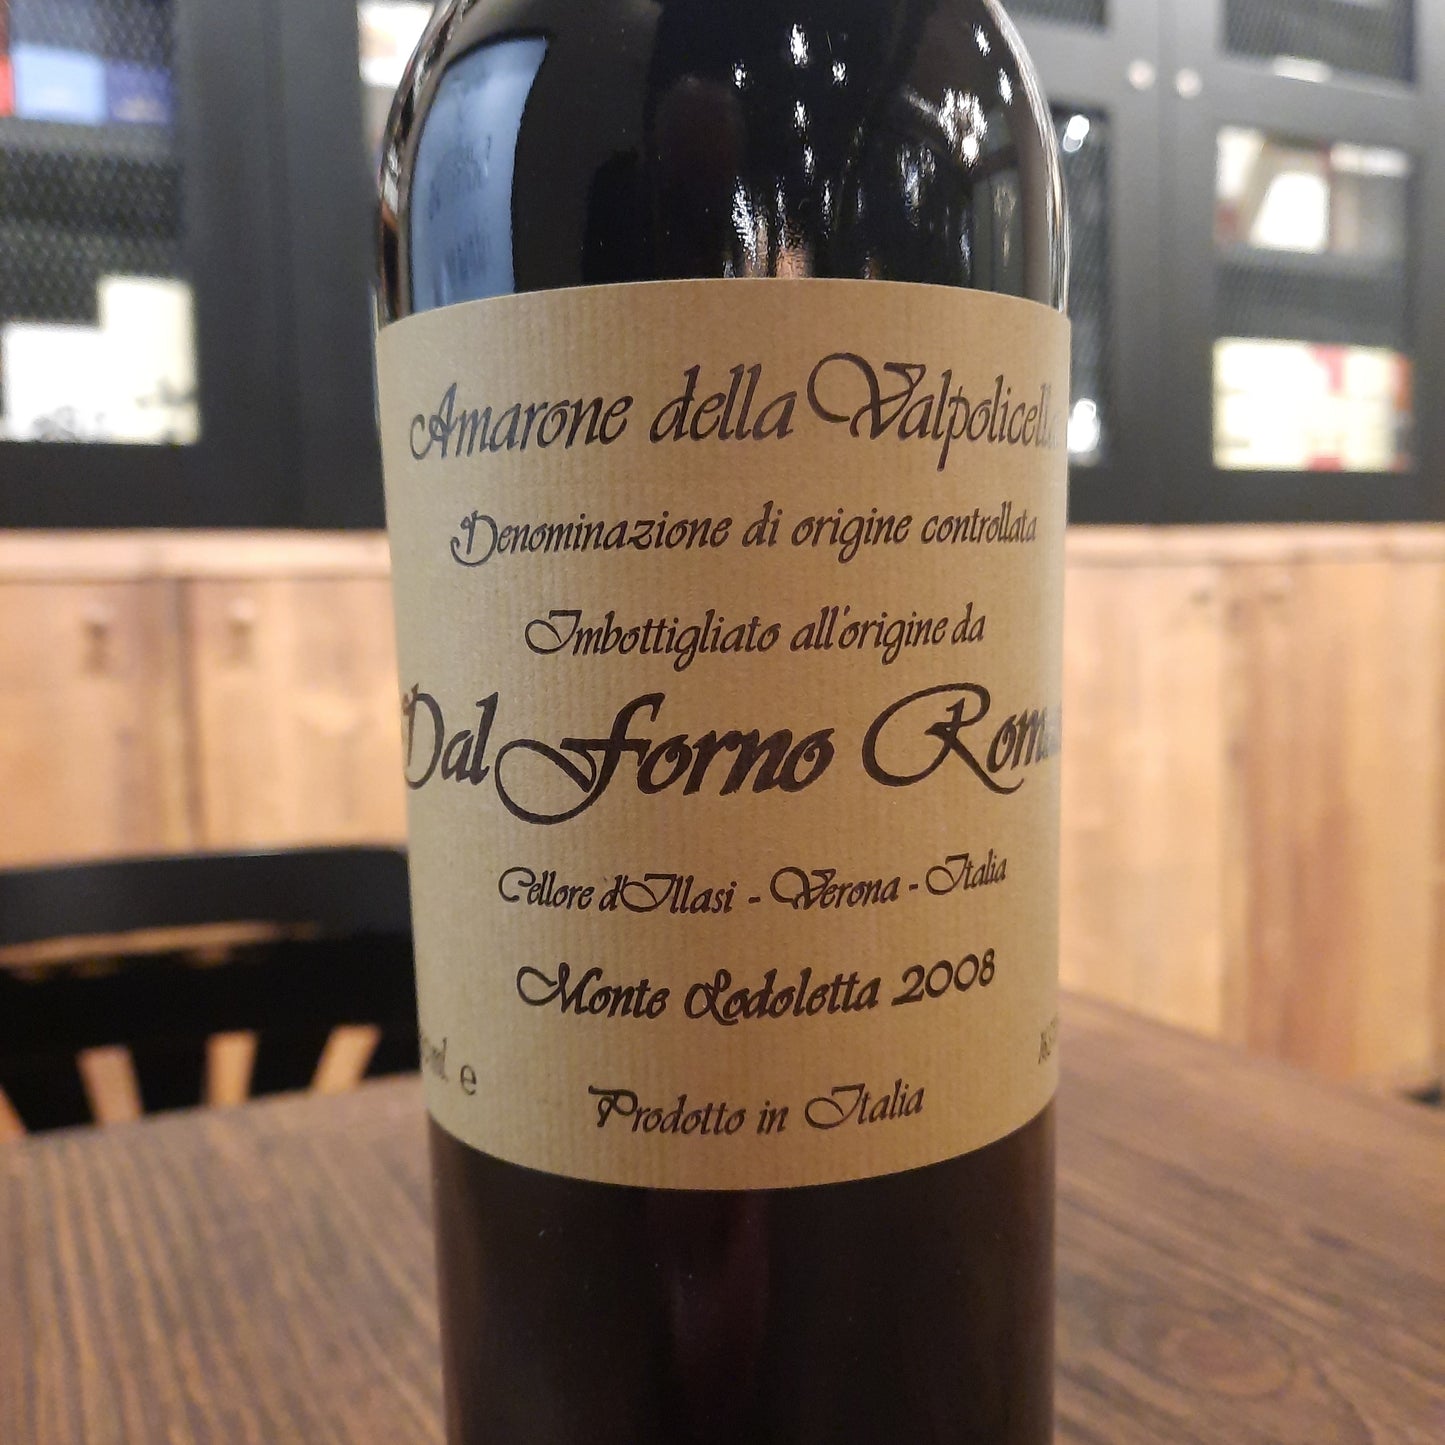 Amarone della Valpolicella
Denominazione di origine controllata
Imbottigliato all'origine da
Dal Forno Rom
Cellore d'Illasi - Verona - Italia
Monte Lodoletta 2008
ml. e
Prodotto in Italia